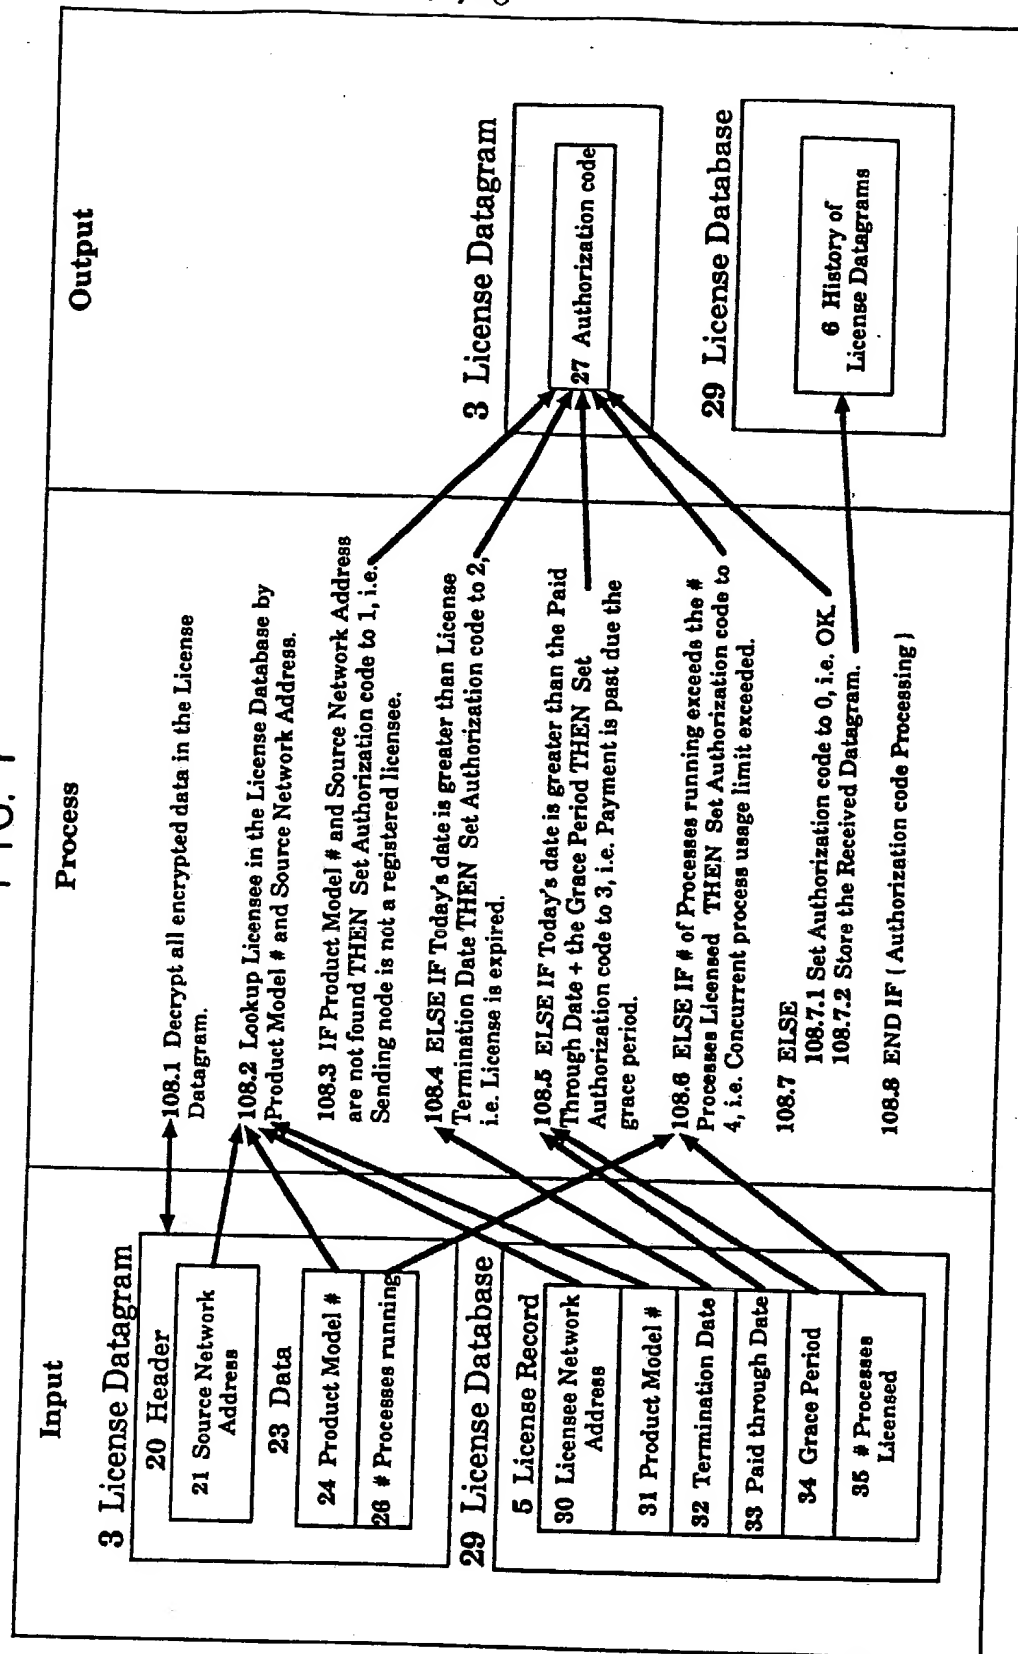 Input
3 License Datagram
20 Header
21 Source Network
Address
23 Data
24 Product Model #
26 # Processes running
29 License Database
5 License Record
30 Licensee Network
Address
31 Product Model #
32 Termination Date
33 Paid through Date
34 Grace Period
35 # Processes
Licensed
Process
108.1 Decrypt all encrypted data in the License
Datagram.
108.2 Lookup Licensee in the License Database by
Product Model # and Source Network Address.
108.3 IF Product Model # and Source Network Address
are not found THEN Set Authorization code to 1, i.e.
Sending node is not a registered licensee.
108.4 ELSE IF Today's date is greater than License
Termination Date THEN Set Authorization code to 2,
i.e. License is expired.
108.5 ELSE IF Today's date is greater than the Paid
Through Date + the Grace Period THEN Set
Authorization code to 3, i.e. Payment is past due the
grace period.
108.6 ELSE IF # of Processes running exceeds the #
Processes Licensed THEN Set Authorization code to
4, i.e. Concurrent process usage limit exceeded.
108.7 ELSE
108.7.1 Set Authorization code to 0, i.e. OK.
108.7.2 Store the Received Datagram.
108.8 END IF ( Authorization code Processing )
Output
3 License Datagram
27 Authorization code
29 License Database
6 History of
License Datagrams